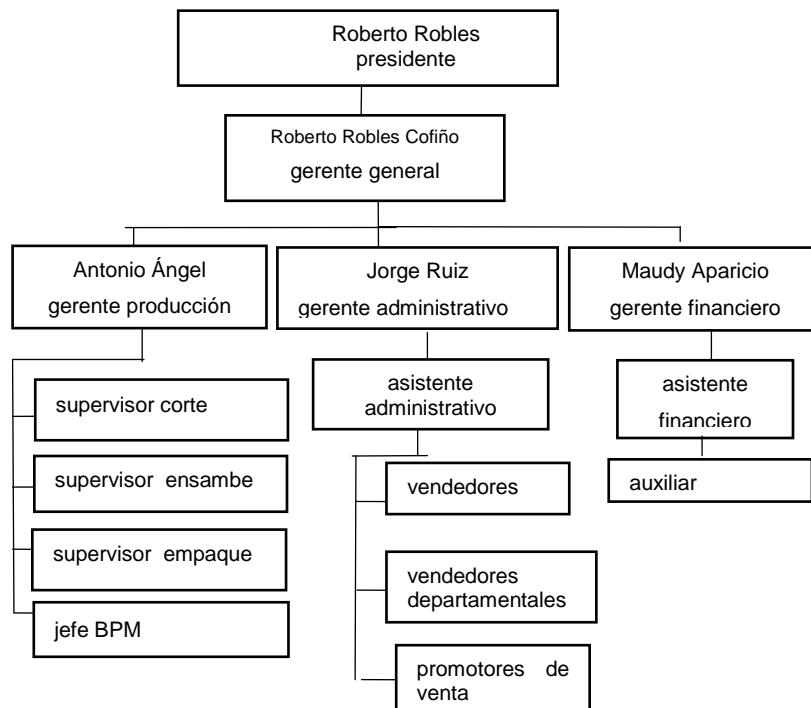 Roberto Robles
presidente
Roberto Robles Cofiño
gerente general
Antonio Ángel
gerente producción
Jorge Ruiz
gerente administrativo
Maudy Aparicio
gerente financiero
supervisor corte
supervisor ensambe
supervisor empaque
jefe BPM
asistente
administrativo
vendedores
vendedores
departamentales
promotores de
venta
asistente
financiero
auxiliar